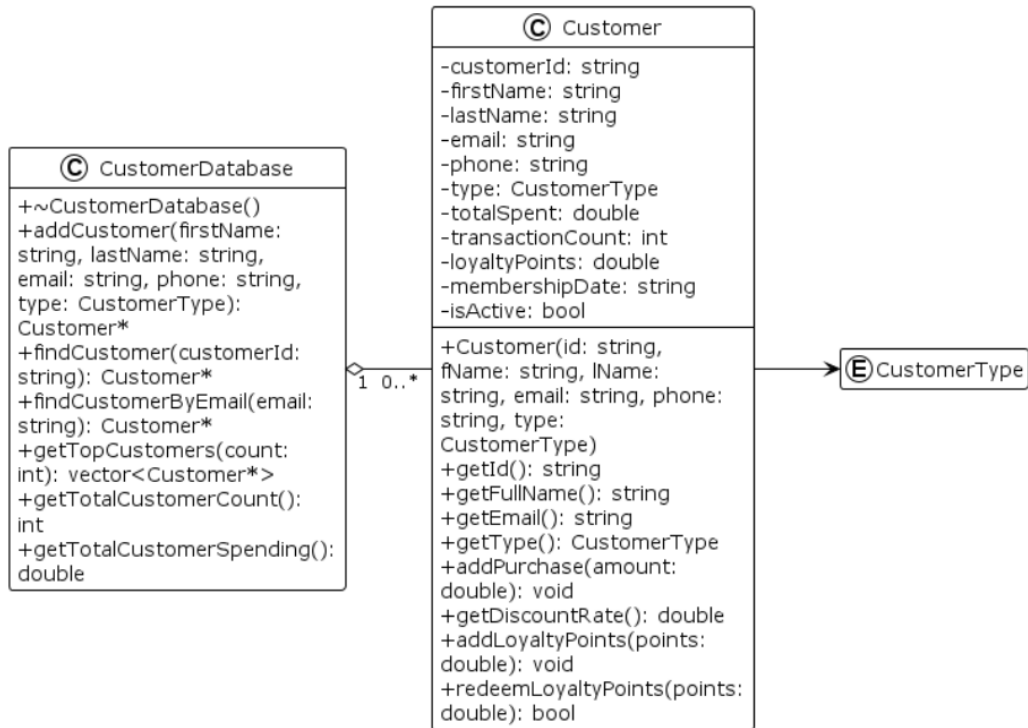 C CustomerDatabase
+~CustomerDatabase()
+addCustomer(firstName:
string, lastName: string,
email: string, phone: string,
type: CustomerType):
Customer*
+findCustomer(customerId:
string): Customer*
+findCustomerByEmail(email:
string): Customer*
+getTopCustomers(count:
int): vector<Customer*>
+getTotalCustomerCount():
int
+getTotalCustomerSpending():
double
1 0..*
C Customer
-customerId: string
-firstName: string
-lastName: string
-email: string
-phone: string
-type: CustomerType
-totalSpent: double
-transactionCount: int
-loyaltyPoints: double
-membershipDate: string
-isActive: bool
+Customer(id: string,
fName: string, lName:
string, email: string, phone:
string, type:
CustomerType)
+getId(): string
+getFullName(): string
+getEmail(): string
+getType(): CustomerType
+addPurchase(amount:
double): void
+getDiscountRate(): double
+addLoyaltyPoints(points:
double): void
+redeemLoyaltyPoints(points:
double): bool
E CustomerType